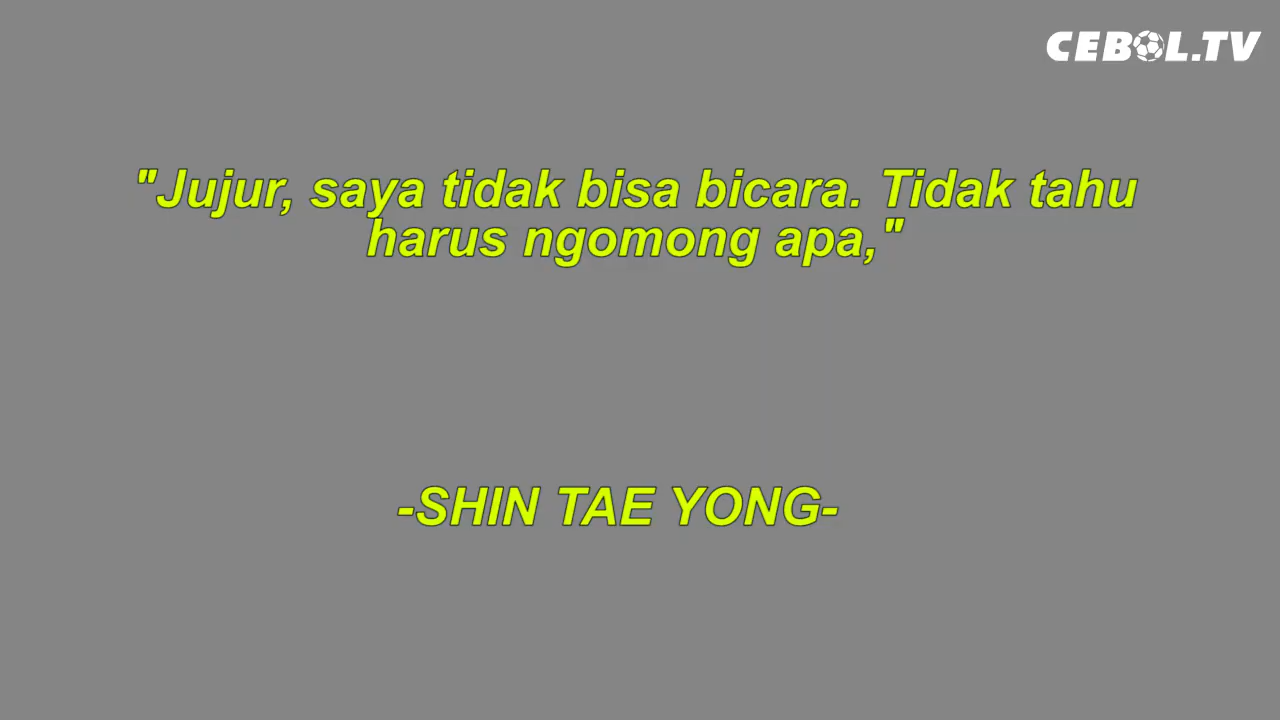 CEBOL.TV
"Jujur, saya tidak bisa bicara. Tidak tahu
harus ngomong apa,"
-SHIN TAE YONG-